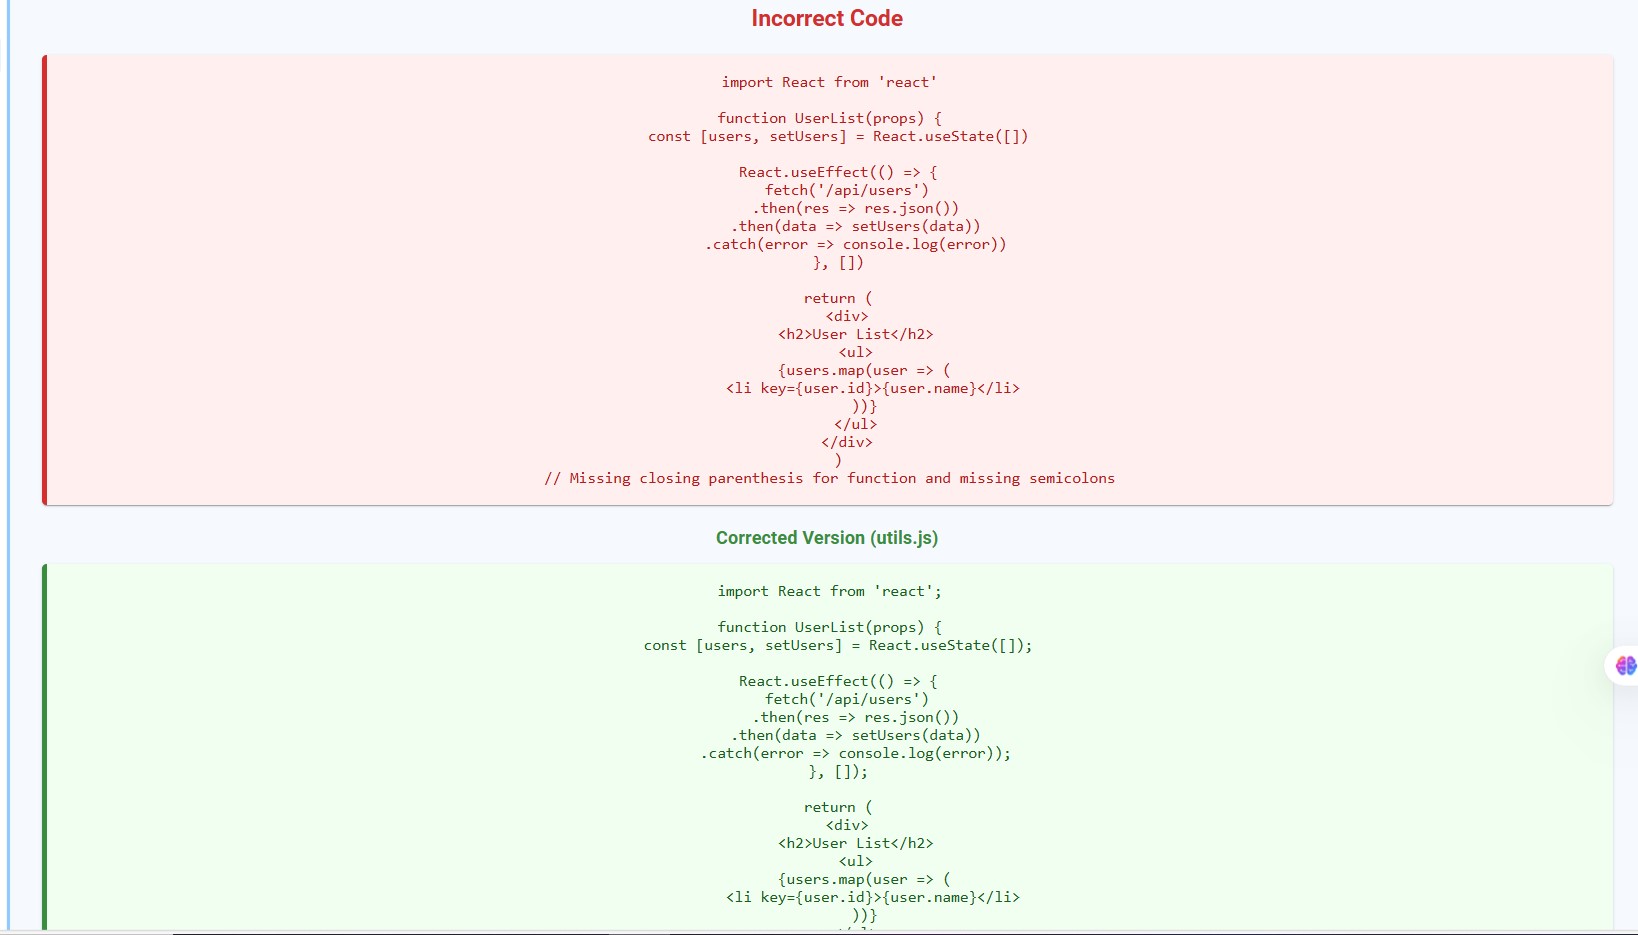 Incorrect Code
import React from 'react'
function UserList(props) {
const [users, setUsers] = React.useState([])
React.useEffect(() => {
fetch('/api/users')
.then(res => res.json())
.then(data => setUsers(data))
.catch(error => console.log(error))
}, [])
return (
<div>
<h2>User List</h2>
<ul>
{users.map(user => (
<li key={user.id}>{user.name}</li>
))}
</ul>
</div>
)
// Missing closing parenthesis for function and missing semicolons
Corrected Version (utils.js)
import React from 'react';
function UserList(props) {
const [users, setUsers] = React.useState([]);
React.useEffect(() => {
fetch('/api/users')
.then(res => res.json())
.then(data => setUsers(data))
.catch(error => console.log(error));
}, []);
return (
<div>
<h2>User List</h2>
<ul>
{users.map(user => (
<li key={user.id}>{user.name}</li>
))}